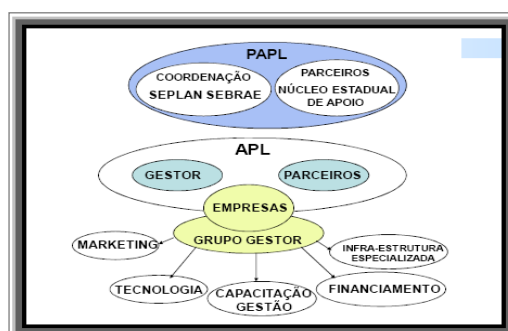 PAPL
COORDENAÇÃO
SEPLAN SEBRAE
PARCEIROS
NÚCLEO ESTADUAL
DE APOIO
APL
GESTOR
PARCEIROS
EMPRESAS
GRUPO GESTOR
MARKETING
INFRA-ESTRUTURA
ESPECIALIZADA
TECNOLOGIA
CAPACITAÇÃO
GESTÃO
FINANCIAMENTO